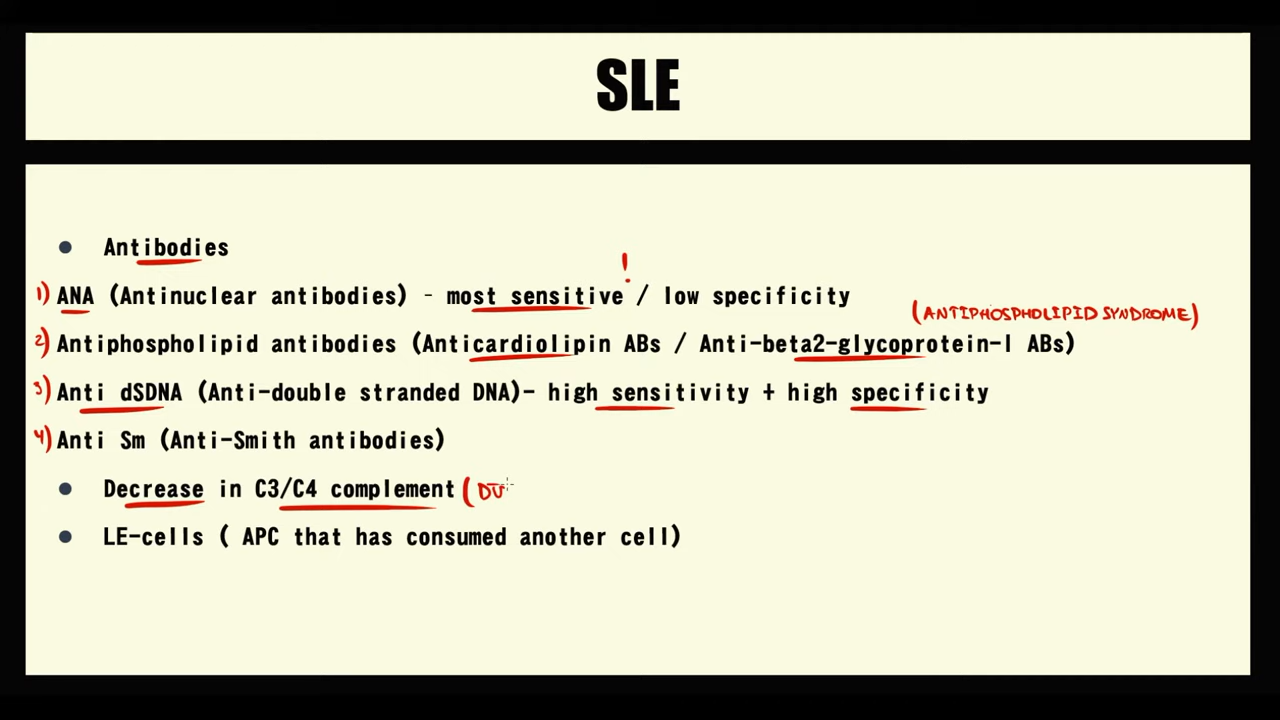 SLE
● Antibodies
!
1) ANA (Antinuclear antibodies) - most sensitive / low specificity
(ANTIPHOSPHOLIPID SYNDROME)
2) Antiphospholipid antibodies (Anticardiolipin ABs / Anti-beta2-glycoprotein-I ABs)
3) Anti dSDNA (Anti-double stranded DNA)- high sensitivity + high specificity
4) Anti Sm (Anti-Smith antibodies)
● Decrease in C3/C4 complement (
● LE-cells ( APC that has consumed another cell)